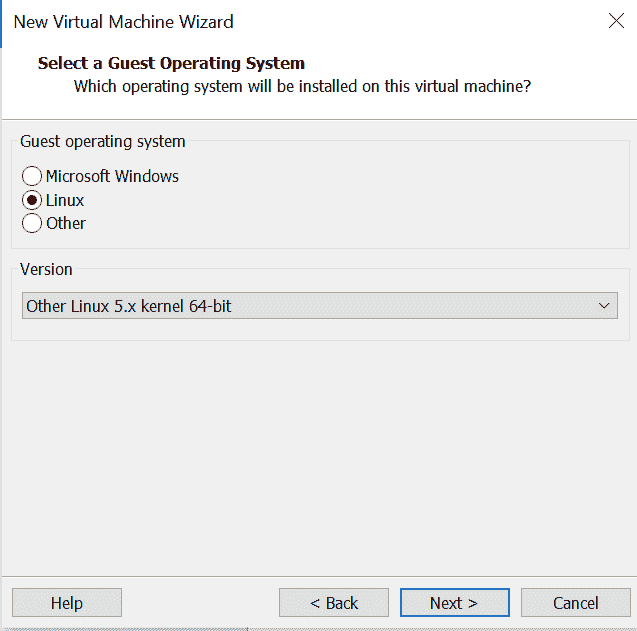 New Virtual Machine Wizard
Select a Guest Operating System
Which operating system will be installed on this virtual machine?
Guest operating system
Microsoft Windows
Linux
Other
Version
Other Linux 5.x kernel 64-bit
Help
< Back
Next >
Cancel